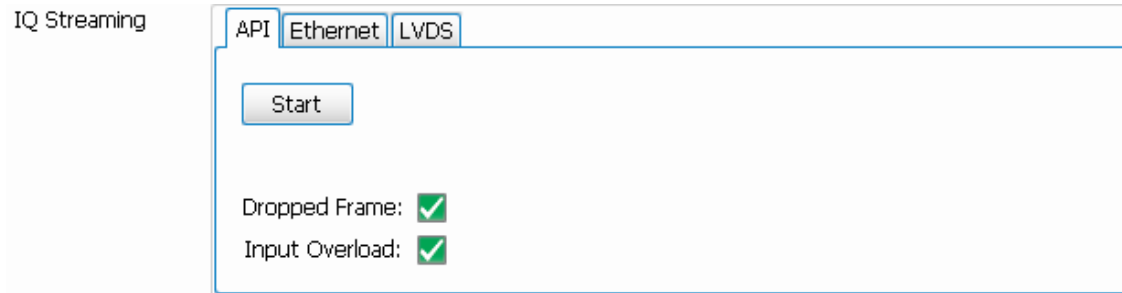 IQ Streaming
API Ethernet LVDS
Start
Dropped Frame:
Input Overload: